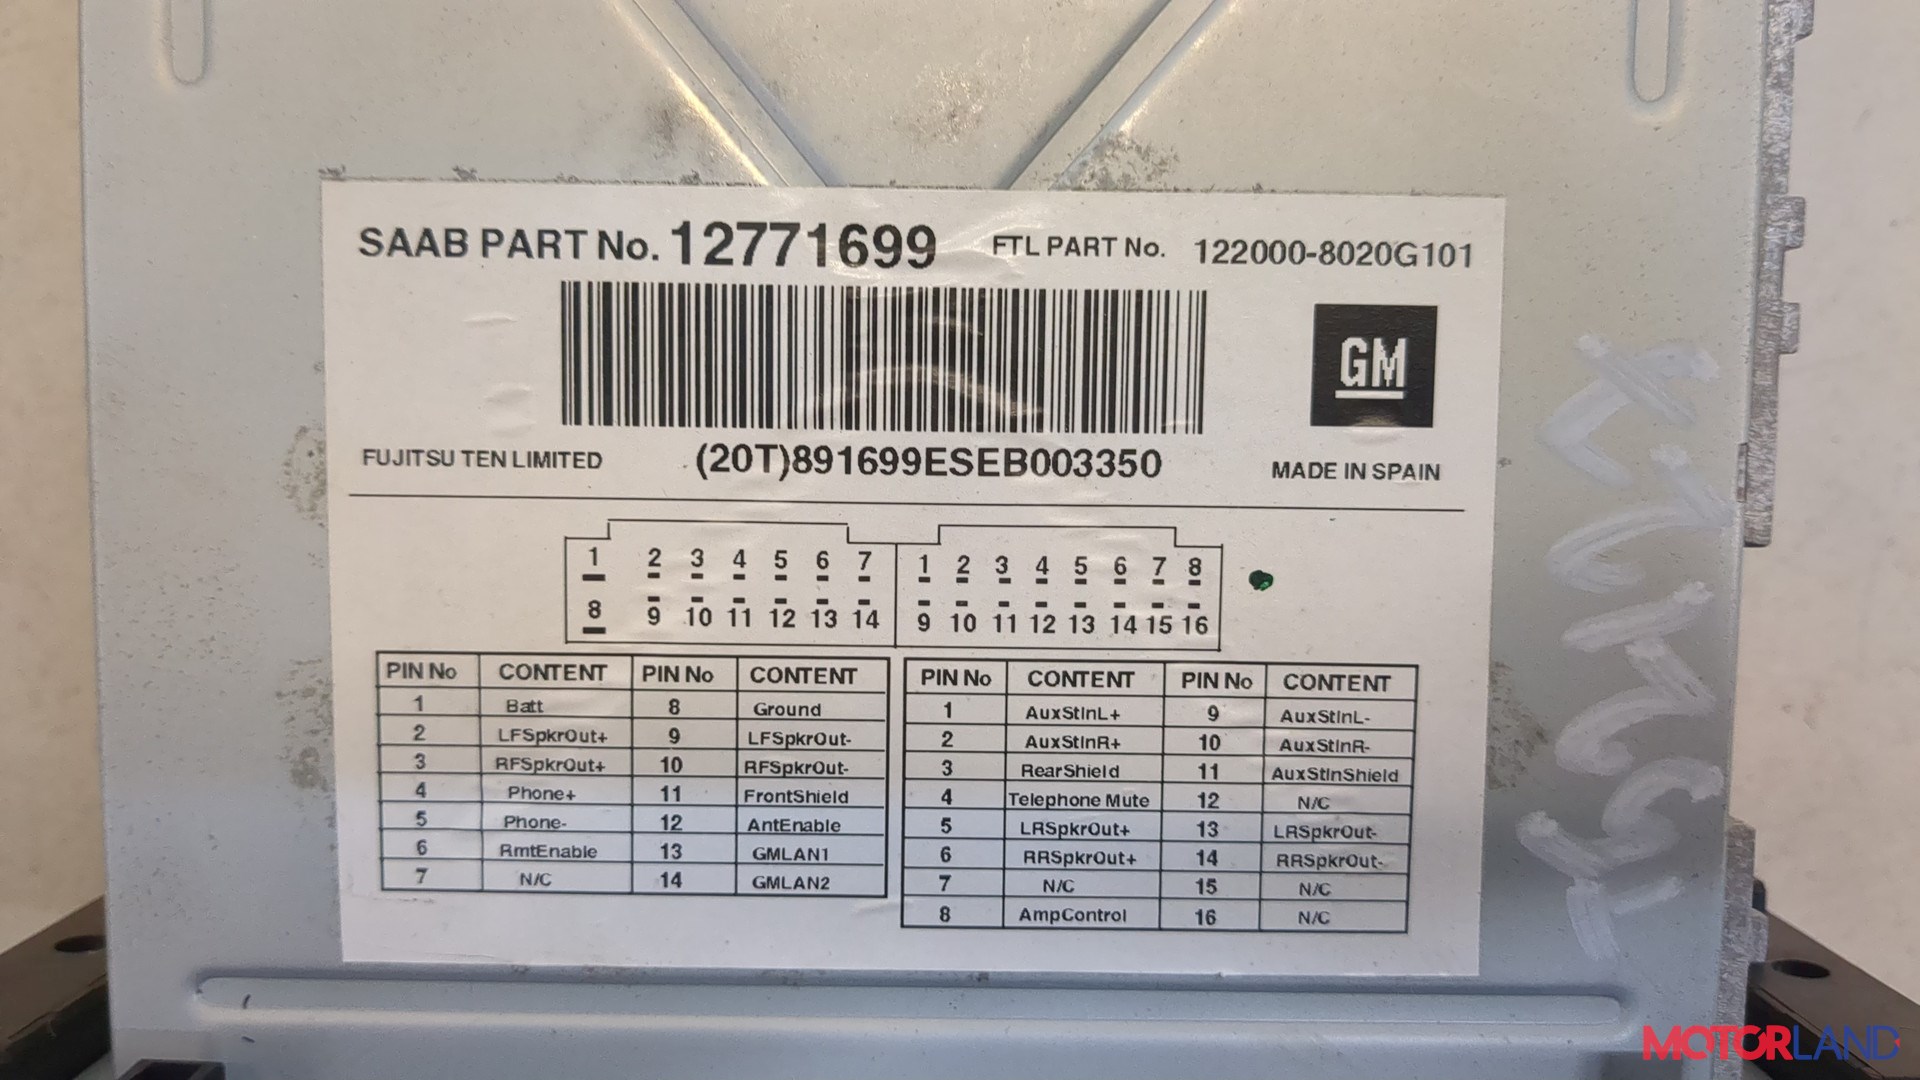 SAAB PART No. 12771699 FTL PART No. 122000-8020G101
GM
FUJITSU TEN LIMITED (20T)891699ESEB003350 MADE IN SPAIN
1 2 3 4 5 6 7 1 2 3 4 5 6 7 8
8 9 10 11 12 13 14 9 10 11 12 13 14 15 16
PIN No CONTENT PIN No CONTENT
1 Batt 8 Ground
2 LFSpkrOut+ 9 LFSpkrOut-
3 RFSpkrOut+ 10 RFSpkrOut-
4 Phone+ 11 FrontShield
5 Phone- 12 AntEnable
6 RmtEnable 13 GMLAN1
7 N/C 14 GMLAN2
PIN No CONTENT PIN No CONTENT
1 AuxStInL+ 9 AuxStInL-
2 AuxStInR+ 10 AuxStInR-
3 RearShield 11 AuxStInShield
4 Telephone Mute 12 N/C
5 LRSpkrOut+ 13 LRSpkrOut-
6 RRSpkrOut+ 14 RRSpkrOut-
7 N/C 15 N/C
8 AmpControl 16 N/C
MOTORLAND